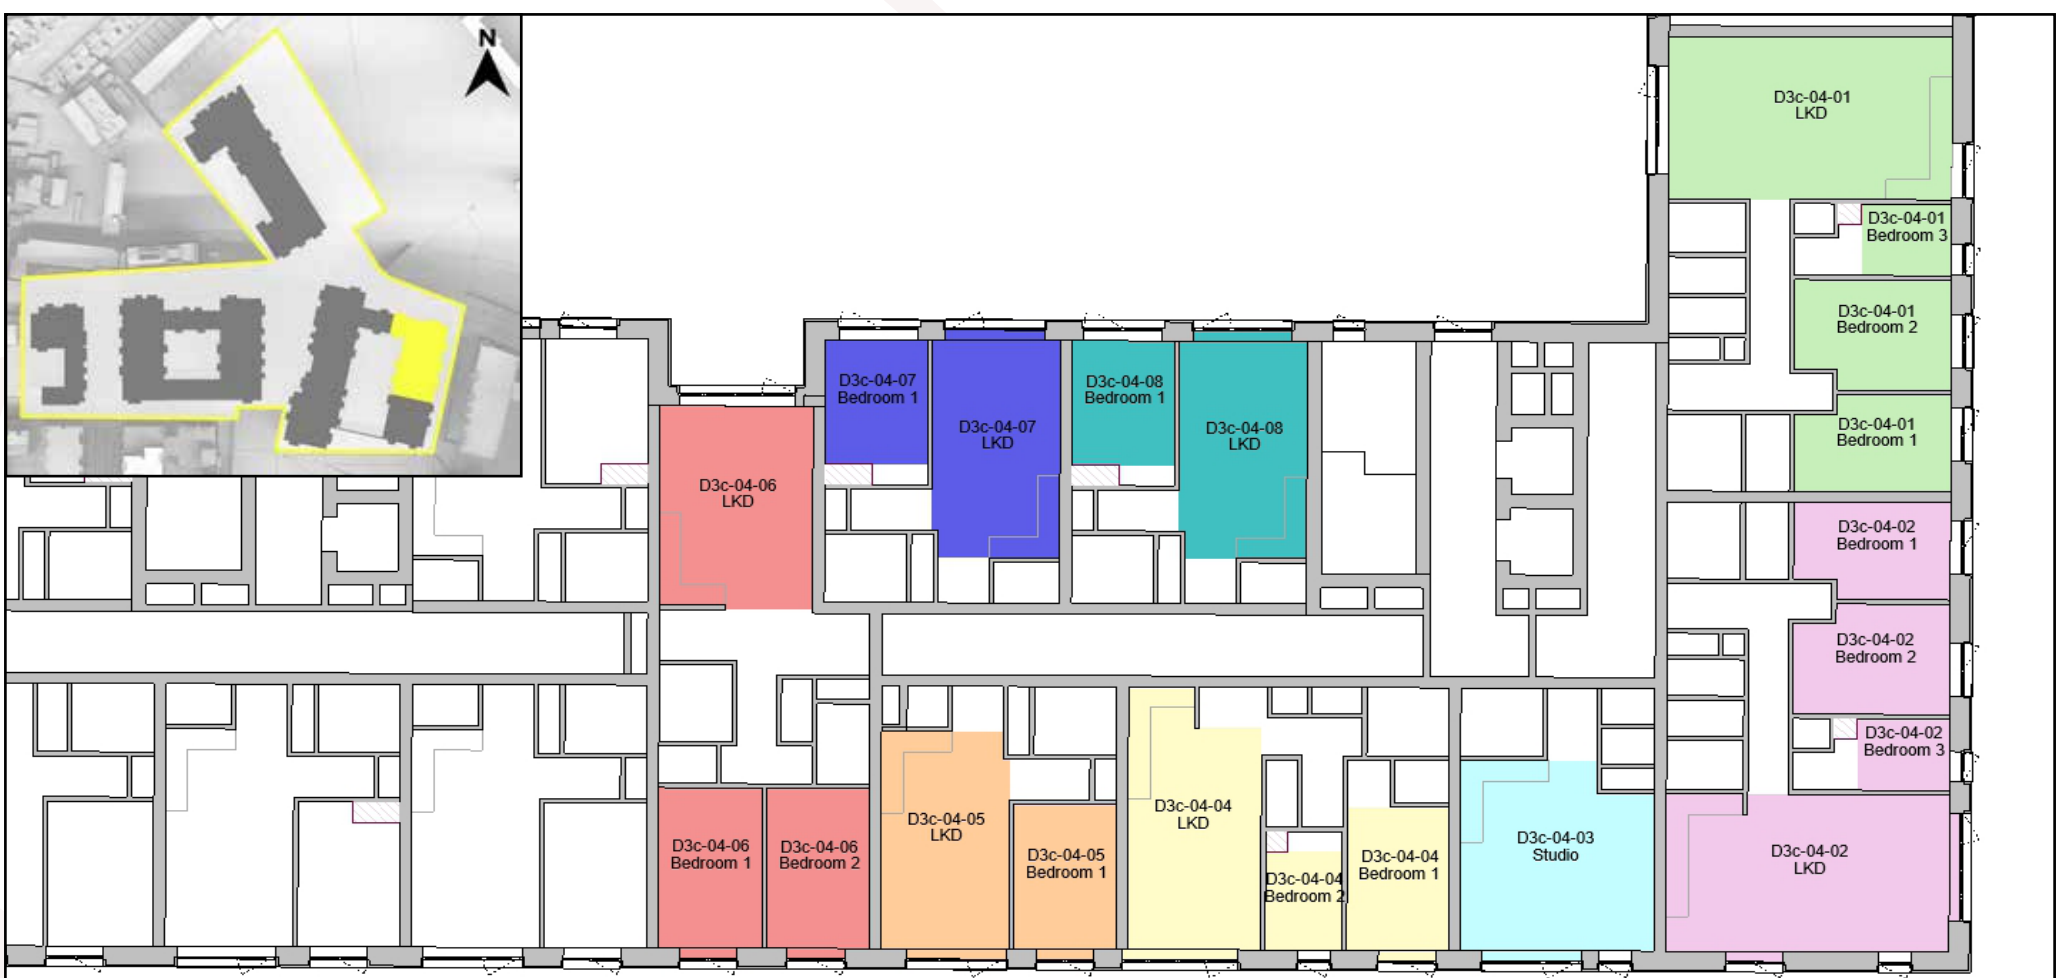 N
D3c-04-01
LKD
D3c-04-01
Bedroom 3
D3c-04-01
Bedroom 2
D3c-04-01
Bedroom 1
D3c-04-07
Bedroom 1
D3c-04-07
LKD
D3c-04-08
Bedroom 1
D3c-04-08
LKD
D3c-04-06
LKD
D3c-04-02
Bedroom 1
D3c-04-02
Bedroom 2
D3c-04-02
Bedroom 3
D3c-04-06
Bedroom 1
D3c-04-06
Bedroom 2
D3c-04-05
LKD
D3c-04-05
Bedroom 1
D3c-04-04
LKD
D3c-04-04
Bedroom 2
D3c-04-04
Bedroom 1
D3c-04-03
Studio
D3c-04-02
LKD